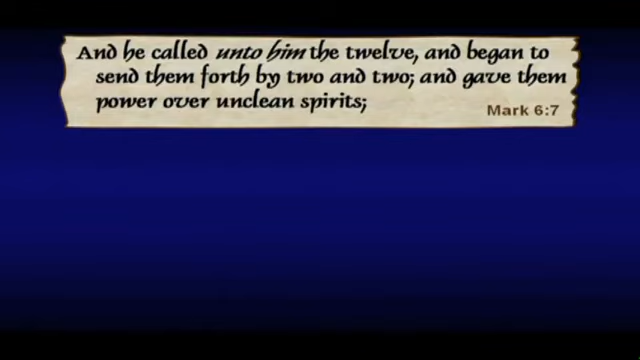 And he called unto him the twelve, and began to
send them forth by two and two; and gave them
power over unclean spirits;
Mark 6:7